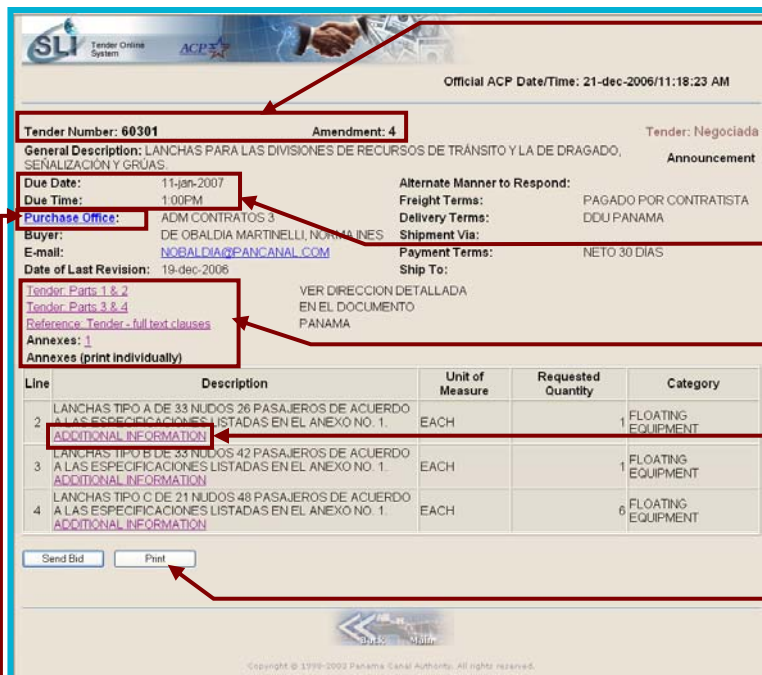 SLI Tender Online System ACP
Official ACP Date/Time: 21-dec-2006/11:18:23 AM
Tender Number: 60301 Amendment: 4 Tender: Negociada
General Description: LANCHAS PARA LAS DIVISIONES DE RECURSOS DE TRÁNSITO Y LA DE DRAGADO,
SEÑALIZACIÓN Y GRÚAS. Announcement
Due Date: 11-jan-2007 Alternate Manner to Respond:
Due Time: 1:00PM Freight Terms: PAGADO POR CONTRATISTA
Purchase Office: ADM CONTRATOS 3 Delivery Terms: DDU PANAMA
Buyer: DE OBALDIA MARTINELLI, NORMA INES Shipment Via:
E-mail: NOBALDIA@PANCANAL.COM Payment Terms: NETO 30 DÍAS
Date of Last Revision: 19-dec-2006 Ship To:
Tender: Parts 1 & 2 VER DIRECCION DETALLADA
Tender: Parts 3 & 4 EN EL DOCUMENTO
Reference: Tender - full text clauses PANAMA
Annexes: 1
Annexes (print individually)
Line Description Unit of Measure Requested Quantity Category
LANCHAS TIPO A DE 33 NUDOS 26 PASAJEROS DE ACUERDO
2 A LAS ESPECIFICACIONES LISTADAS EN EL ANEXO NO. 1. EACH 1 FLOATING EQUIPMENT
ADDITIONAL INFORMATION
LANCHAS TIPO B DE 33 NUDOS 42 PASAJEROS DE ACUERDO
3 A LAS ESPECIFICACIONES LISTADAS EN EL ANEXO NO. 1. EACH 1 FLOATING EQUIPMENT
ADDITIONAL INFORMATION
LANCHAS TIPO C DE 21 NUDOS 48 PASAJEROS DE ACUERDO
4 A LAS ESPECIFICACIONES LISTADAS EN EL ANEXO NO. 1. EACH 6 FLOATING EQUIPMENT
ADDITIONAL INFORMATION
Send Bid Print
Back Main
Copyright @ 1999-2003 Panama Canal Authority. All rights reserved.